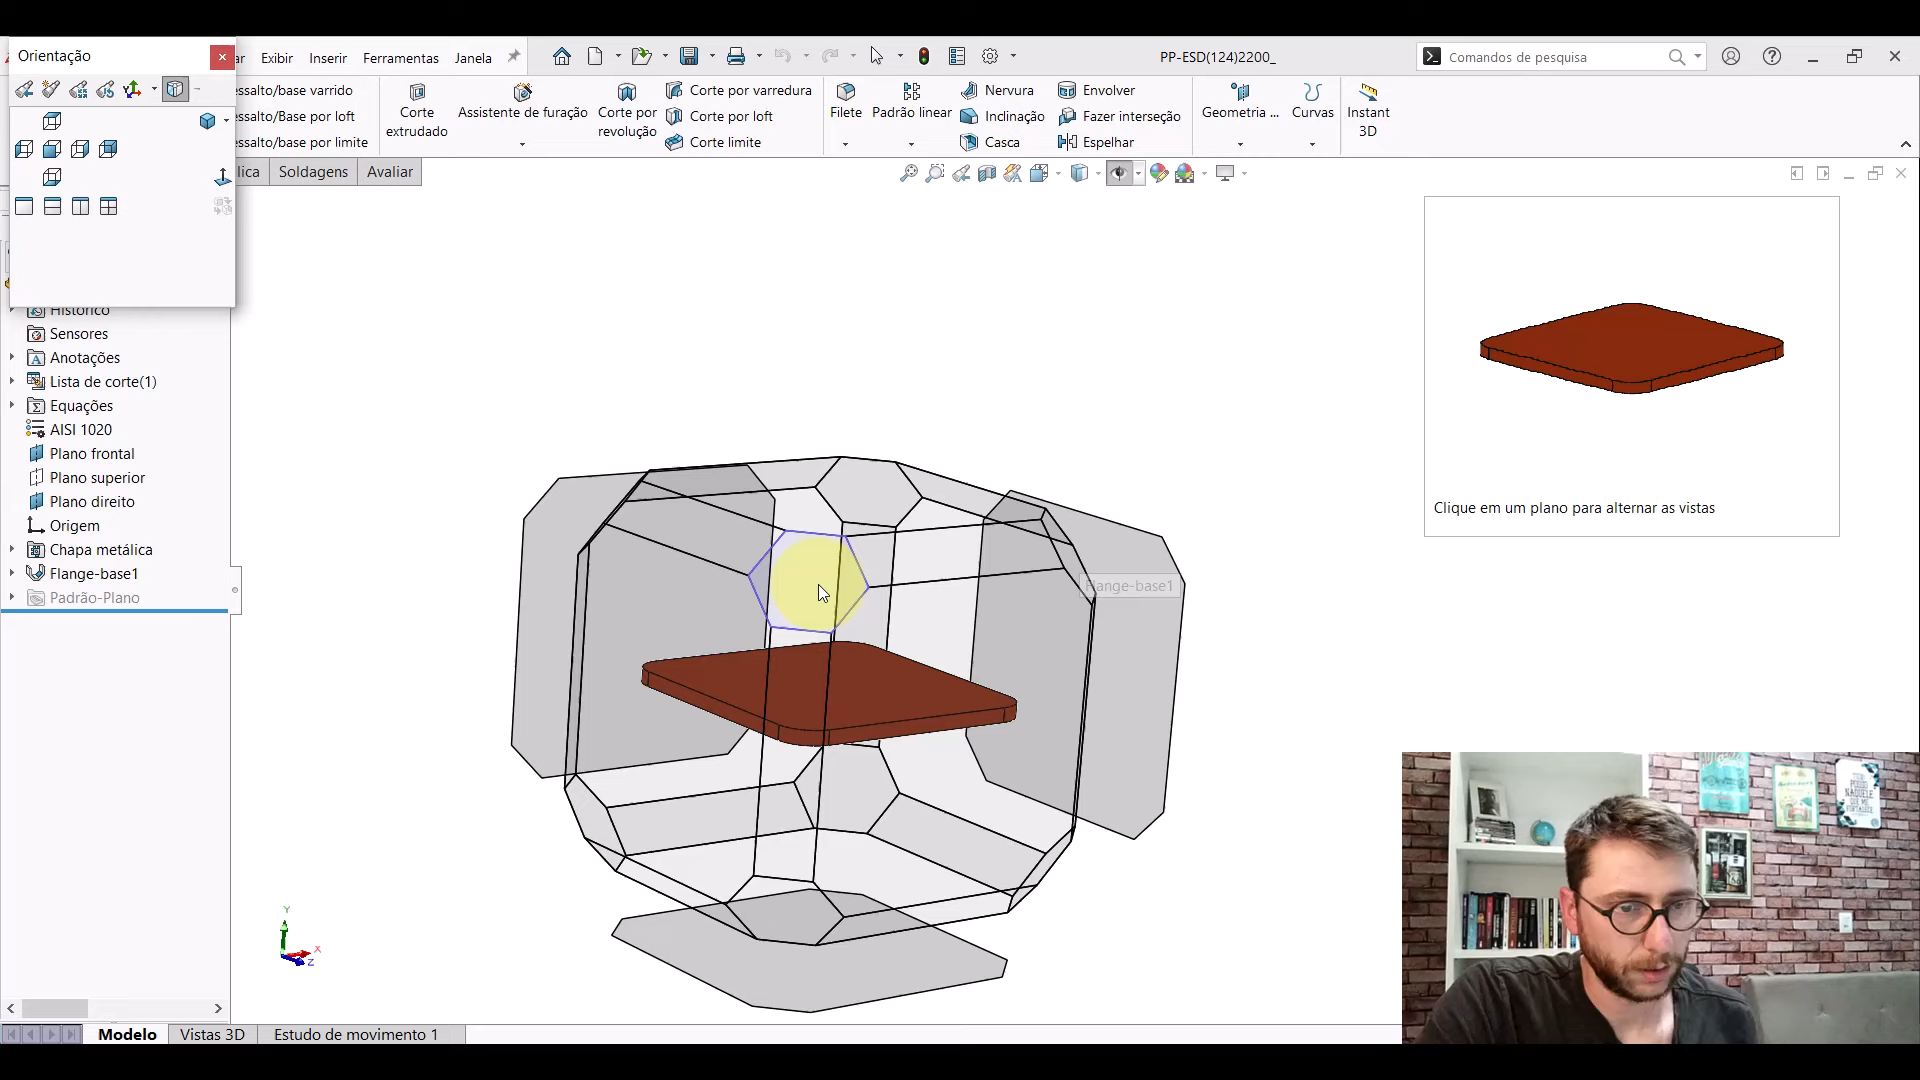 Orientação
ar
Exibir
Inserir
Ferramentas
Janela
PP-ESD(124)2200_
Comandos de pesquisa
essalto/base varrido
essalto/Base por loft
essalto/base por limite
Corte extrudado
Assistente de furação
Corte por revolução
Corte por varredura
Corte por loft
Corte limite
Filete
Padrão linear
Nervura
Inclinação
Casca
Envolver
Fazer interseção
Espelhar
Geometria ...
Curvas
Instant 3D
lica
Soldagens
Avaliar
Histórico
Sensores
Anotações
Lista de corte(1)
Equações
AISI 1020
Plano frontal
Plano superior
Plano direito
Origem
Chapa metálica
Flange-base1
Padrão-Plano
Flange-base1
Clique em um plano para alternar as vistas
Y
X
Z
Modelo
Vistas 3D
Estudo de movimento 1